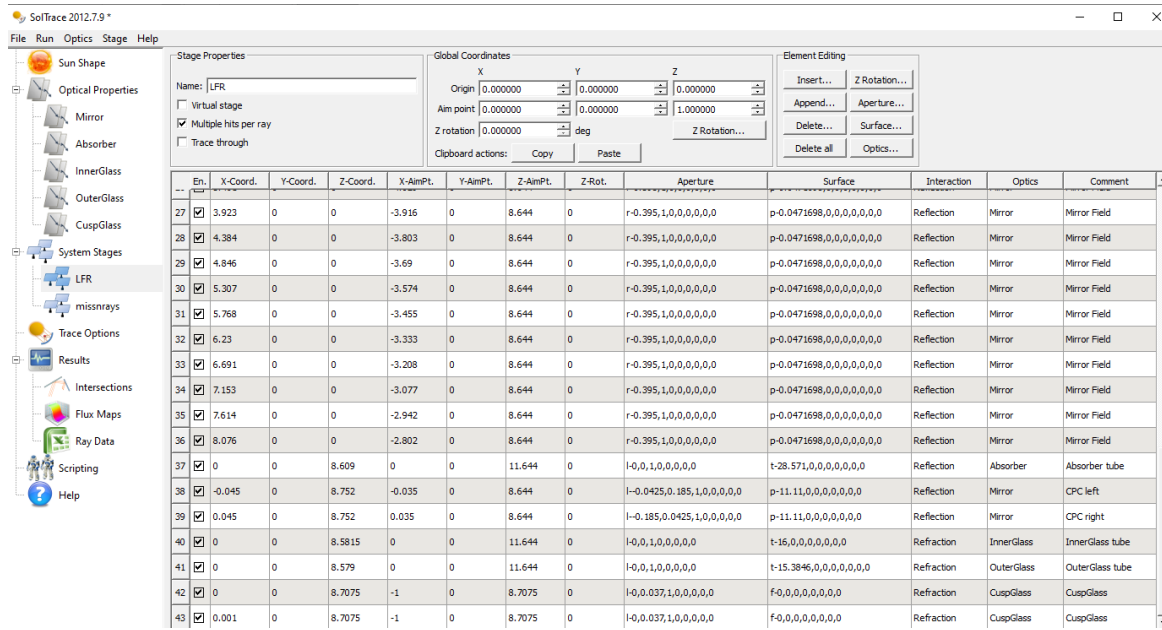 SolTrace 2012.7.9 *
File Run Optics Stage Help
Sun Shape
Optical Properties
Mirror
Absorber
InnerGlass
OuterGlass
CuspGlass
System Stages
LFR
missnrays
Trace Options
Results
Intersections
Flux Maps
Ray Data
Scripting
Help
Stage Properties
Name: LFR
Virtual stage
Multiple hits per ray
Trace through
Global Coordinates
X Y Z
Origin 0.000000 0.000000 0.000000
Aim point 0.000000 0.000000 1.000000
Z rotation 0.000000 deg Z Rotation...
Clipboard actions: Copy Paste
Element Editing
Insert... Z Rotation...
Append... Aperture...
Delete... Surface...
Delete all Optics...
En. X-Coord. Y-Coord. Z-Coord. X-AimPt. Y-AimPt. Z-AimPt. Z-Rot. Aperture Surface Interaction Optics Comment
27 3.923 0 0 -3.916 0 8.644 0 r-0.395,1,0,0,0,0,0,0 p-0.0471698,0,0,0,0,0,0,0 Reflection Mirror Mirror Field
28 4.384 0 0 -3.803 0 8.644 0 r-0.395,1,0,0,0,0,0,0 p-0.0471698,0,0,0,0,0,0,0 Reflection Mirror Mirror Field
29 4.846 0 0 -3.69 0 8.644 0 r-0.395,1,0,0,0,0,0,0 p-0.0471698,0,0,0,0,0,0,0 Reflection Mirror Mirror Field
30 5.307 0 0 -3.574 0 8.644 0 r-0.395,1,0,0,0,0,0,0 p-0.0471698,0,0,0,0,0,0,0 Reflection Mirror Mirror Field
31 5.768 0 0 -3.455 0 8.644 0 r-0.395,1,0,0,0,0,0,0 p-0.0471698,0,0,0,0,0,0,0 Reflection Mirror Mirror Field
32 6.23 0 0 -3.333 0 8.644 0 r-0.395,1,0,0,0,0,0,0 p-0.0471698,0,0,0,0,0,0,0 Reflection Mirror Mirror Field
33 6.691 0 0 -3.208 0 8.644 0 r-0.395,1,0,0,0,0,0,0 p-0.0471698,0,0,0,0,0,0,0 Reflection Mirror Mirror Field
34 7.153 0 0 -3.077 0 8.644 0 r-0.395,1,0,0,0,0,0,0 p-0.0471698,0,0,0,0,0,0,0 Reflection Mirror Mirror Field
35 7.614 0 0 -2.942 0 8.644 0 r-0.395,1,0,0,0,0,0,0 p-0.0471698,0,0,0,0,0,0,0 Reflection Mirror Mirror Field
36 8.076 0 0 -2.802 0 8.644 0 r-0.395,1,0,0,0,0,0,0 p-0.0471698,0,0,0,0,0,0,0 Reflection Mirror Mirror Field
37 0 0 8.609 0 0 11.644 0 l-0,0,1,0,0,0,0,0 t-28.571,0,0,0,0,0,0,0 Reflection Absorber Absorber tube
38 -0.045 0 8.752 -0.035 0 8.644 0 l--0.0425,0.185,1,0,0,0,0,0 p-11.11,0,0,0,0,0,0,0 Reflection Mirror CPC left
39 0.045 0 8.752 0.035 0 8.644 0 l--0.185,0.0425,1,0,0,0,0,0 p-11.11,0,0,0,0,0,0,0 Reflection Mirror CPC right
40 0 0 8.5815 0 0 11.644 0 l-0,0,1,0,0,0,0,0 t-16,0,0,0,0,0,0,0 Refraction InnerGlass InnerGlass tube
41 0 0 8.579 0 0 11.644 0 l-0,0,1,0,0,0,0,0 t-15.3846,0,0,0,0,0,0,0 Refraction OuterGlass OuterGlass tube
42 0 0 8.7075 -1 0 8.7075 0 l-0,0.037,1,0,0,0,0,0 f-0,0,0,0,0,0,0,0 Refraction CuspGlass CuspGlass
43 0.001 0 8.7075 -1 0 8.7075 0 l-0,0.037,1,0,0,0,0,0 f-0,0,0,0,0,0,0,0 Refraction CuspGlass CuspGlass